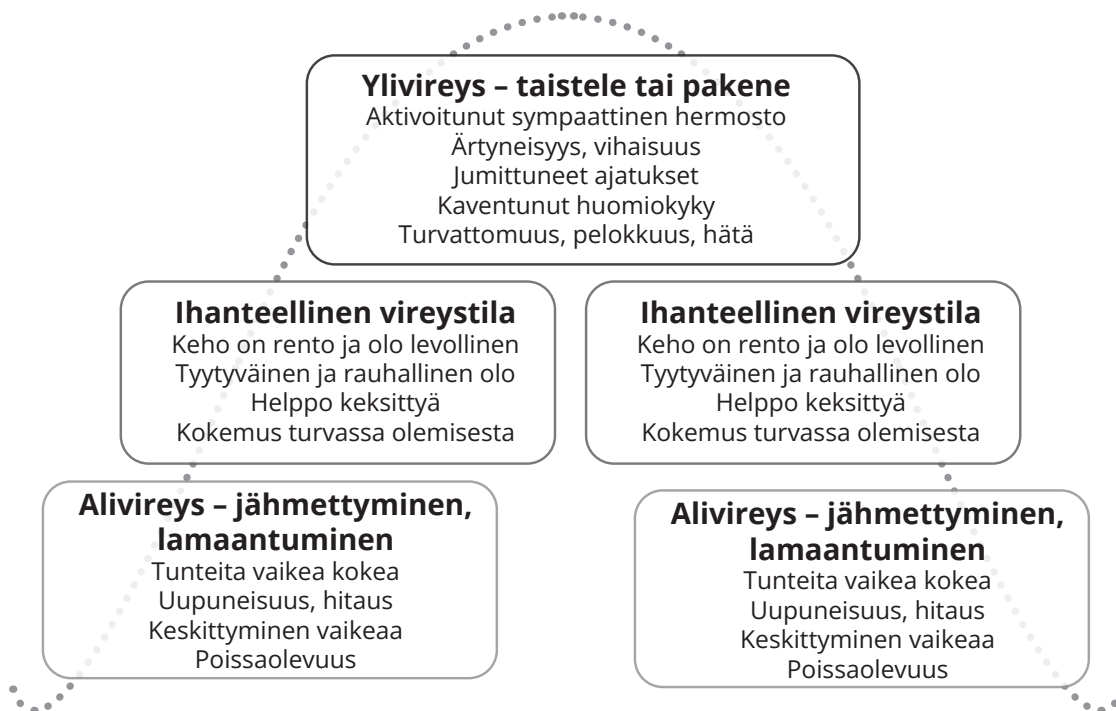 Ylivireys – taistele tai pakene
Aktivoitunut sympaattinen hermosto
Ärtyneisyys, vihaisuus
Jumittuneet ajatukset
Kaventunut huomiokyky
Turvattomuus, pelokkuus, hätä
Ihanteellinen vireystila
Keho on rento ja olo levollinen
Tyytyväinen ja rauhallinen olo
Helppo keksittyä
Kokemus turvassa olemisesta
Ihanteellinen vireystila
Keho on rento ja olo levollinen
Tyytyväinen ja rauhallinen olo
Helppo keksittyä
Kokemus turvassa olemisesta
Alivireys – jähmettyminen,
lamaantuminen
Tunteita vaikea kokea
Uupuneisuus, hitaus
Keskittyminen vaikeaa
Poissaolevuus
Alivireys – jähmettyminen,
lamaantuminen
Tunteita vaikea kokea
Uupuneisuus, hitaus
Keskittyminen vaikeaa
Poissaolevuus